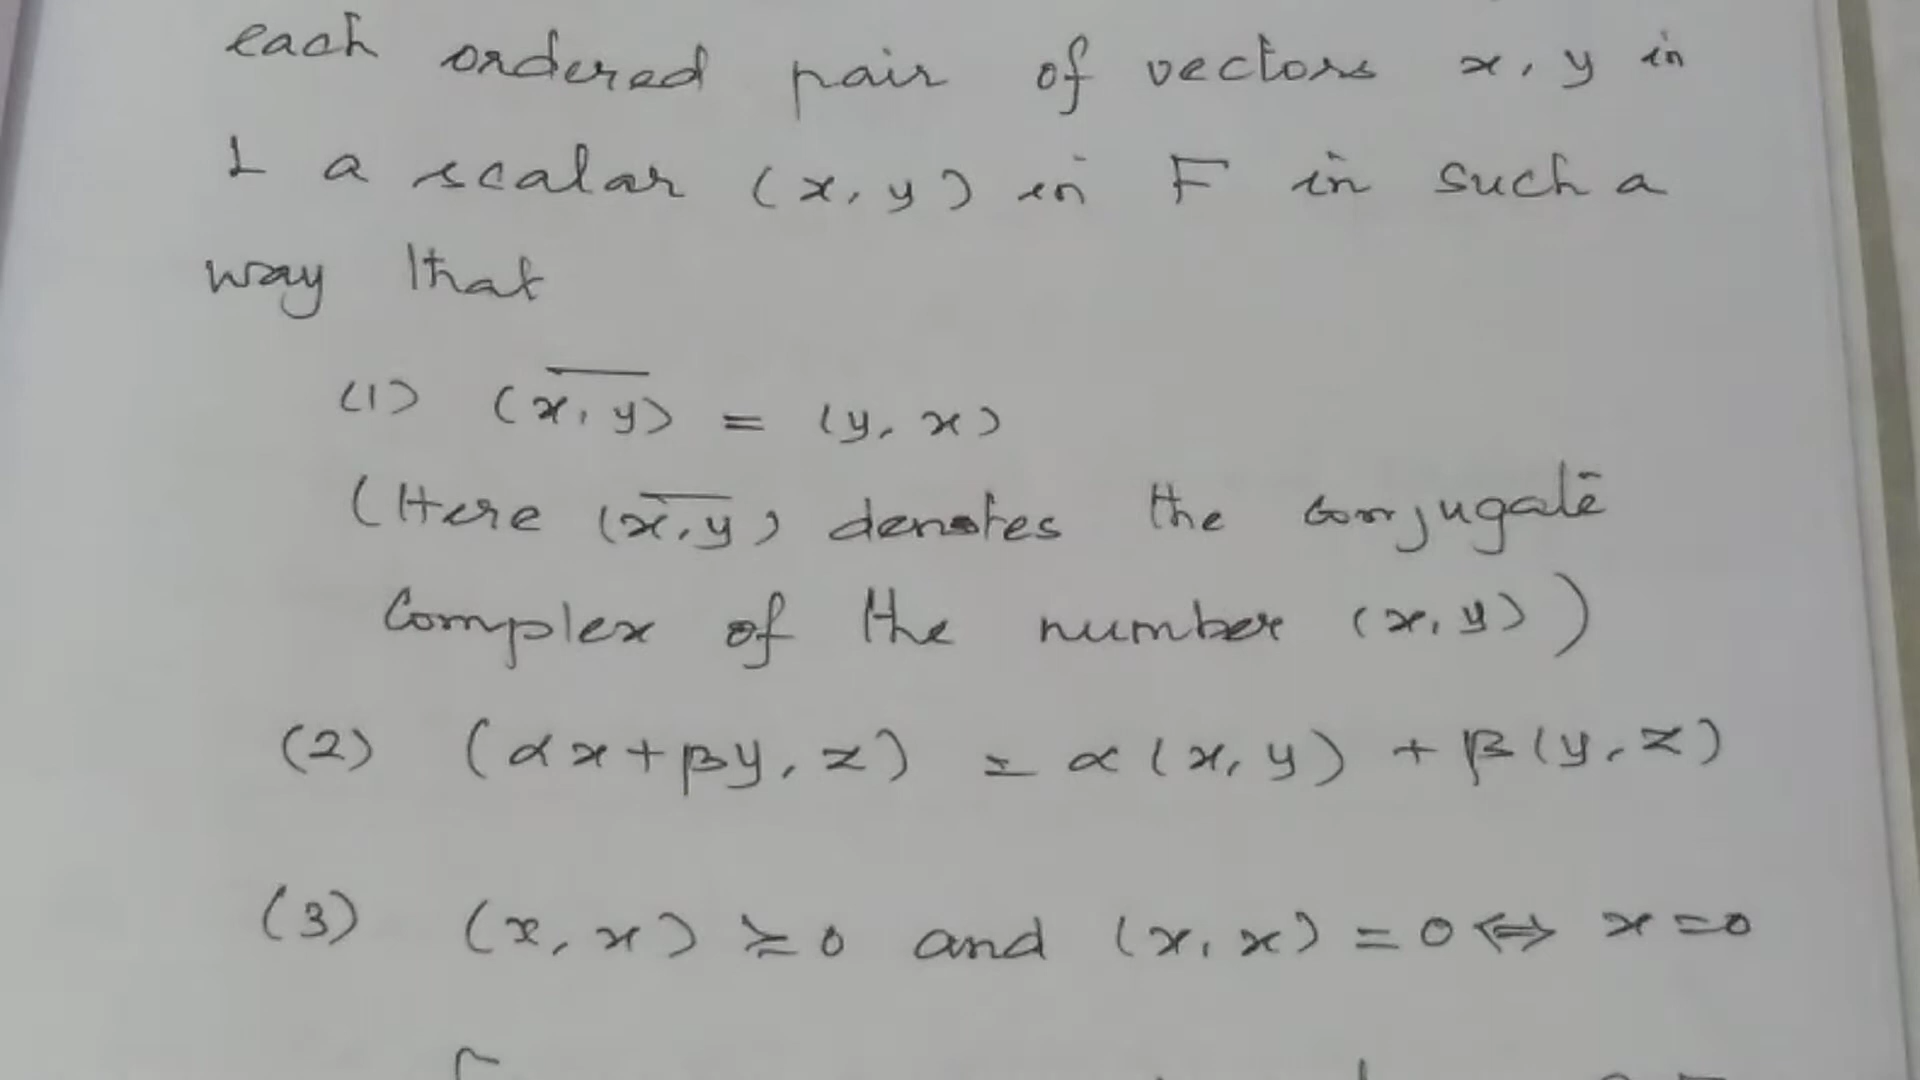 each ordered pair of vectors x, y in
L a scalar (x, y) in F in such a
way that
(1) (x̅,̅ ̅y̅) = (y, x)
(Here (x̅,̅y̅) denotes the conjugate
Complex of the number (x, y))
(2) (αx+βy, z) = α(x, y) + β(y, z)
(3) (x, x) ≥ 0 and (x, x) = 0 ⟺ x = 0